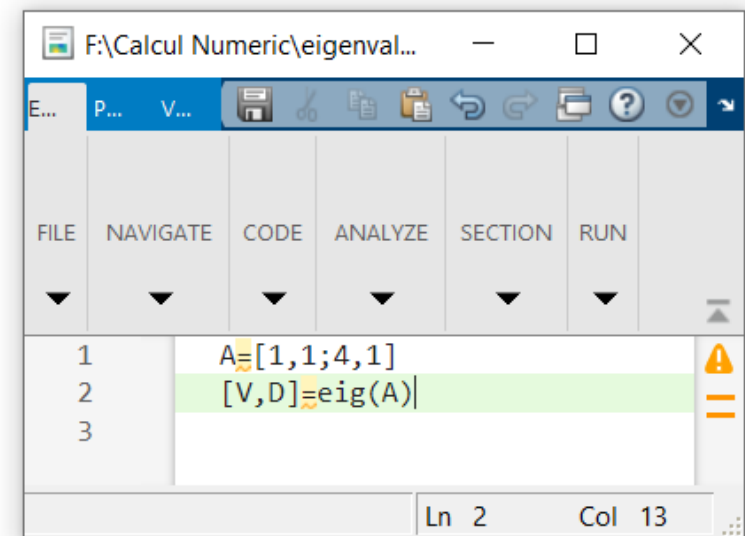 F:\Calcul Numeric\eigenval...
E... P... V...
FILE NAVIGATE CODE ANALYZE SECTION RUN
1 A=[1,1;4,1]
2 [V,D]=eig(A)
3
Ln 2 Col 13